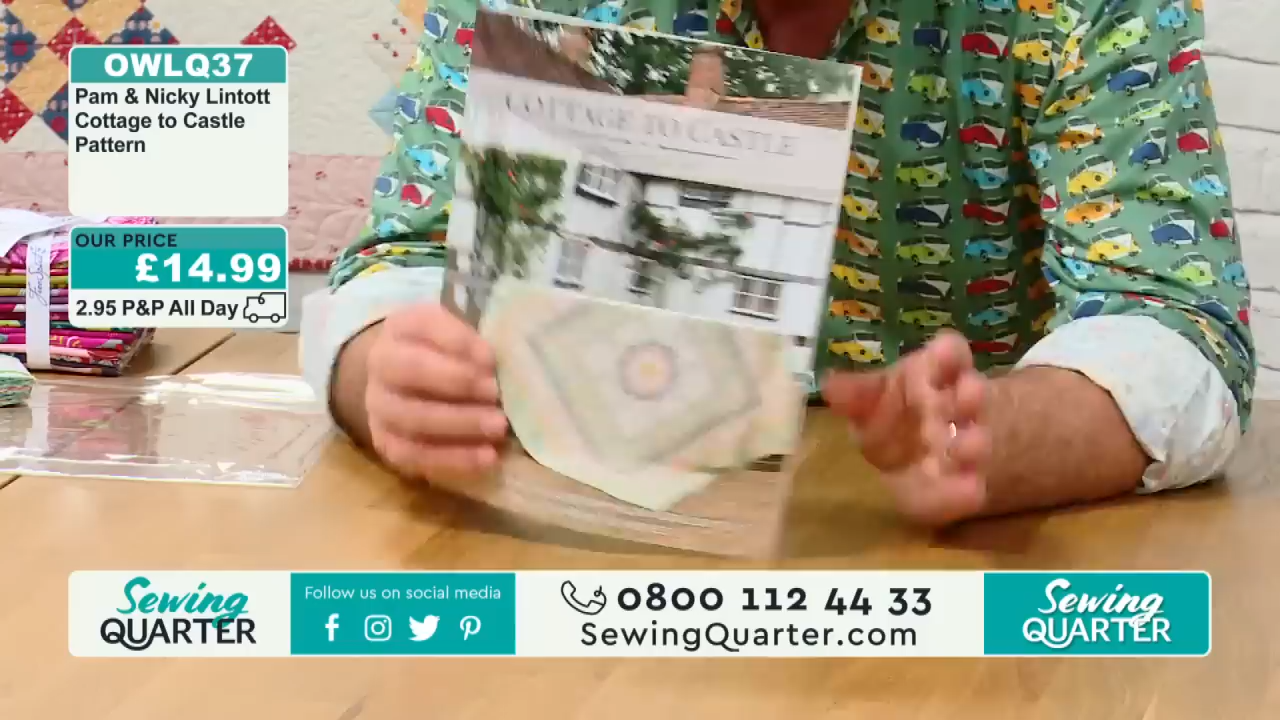 OWLQ37
Pam & Nicky Lintott
Cottage to Castle
Pattern
OUR PRICE
£14.99
2.95 P&P All Day
COTTAGE TO CASTLE
Sewing
QUARTER
Follow us on social media
0800 112 44 33
SewingQuarter.com
Sewing
QUARTER